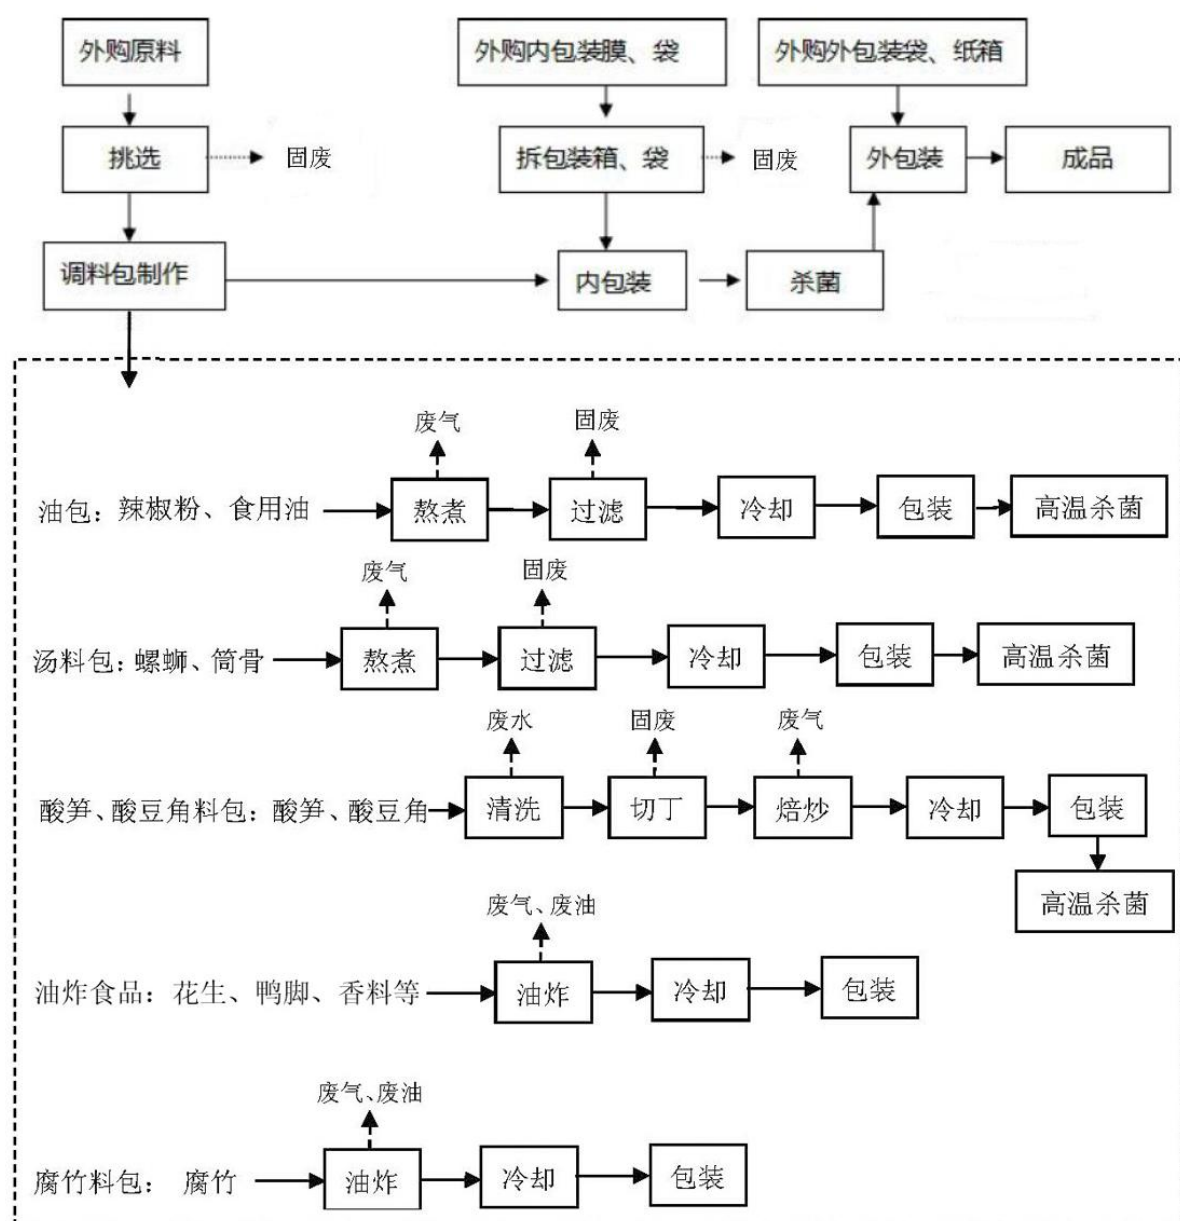 外购原料 外购内包装膜、袋 外购外包装袋、纸箱
挑选 固废 拆包装箱、袋 固废 外包装 成品
调料包制作 内包装 杀菌
废气 固废
油包：辣椒粉、食用油 熬煮 过滤 冷却 包装 高温杀菌
废气 固废
汤料包：螺蛳、筒骨 熬煮 过滤 冷却 包装 高温杀菌
废水 固废 废气
酸笋、酸豆角料包：酸笋、酸豆角 清洗 切丁 焙炒 冷却 包装
高温杀菌
废气、废油
油炸食品：花生、鸭脚、香料等 油炸 冷却 包装
废气、废油
腐竹料包：腐竹 油炸 冷却 包装